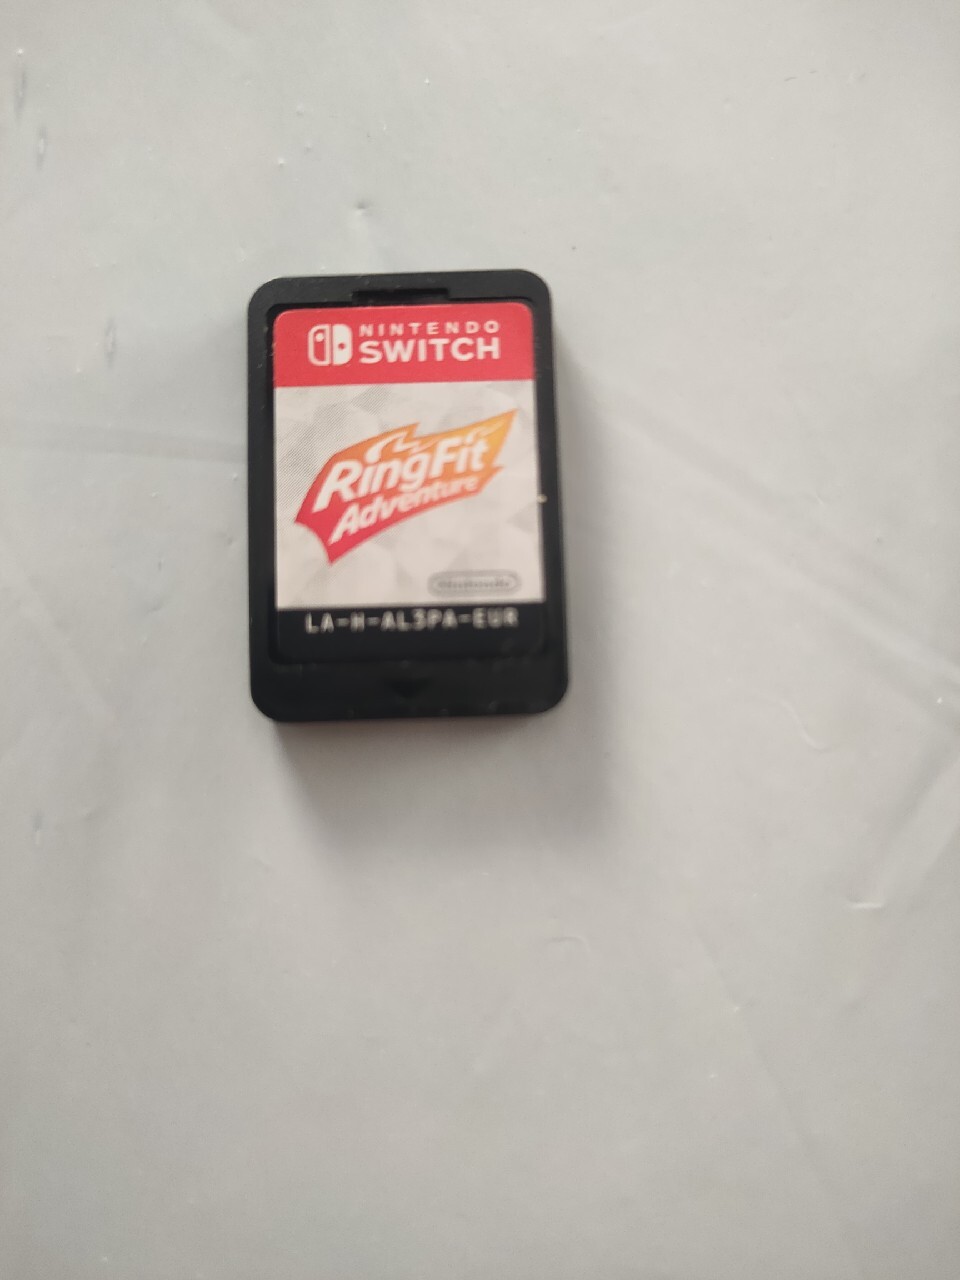 NINTENDO
SWITCH
RingFit
Adventure
Nintendo
LA-H-AL3PA-EUR